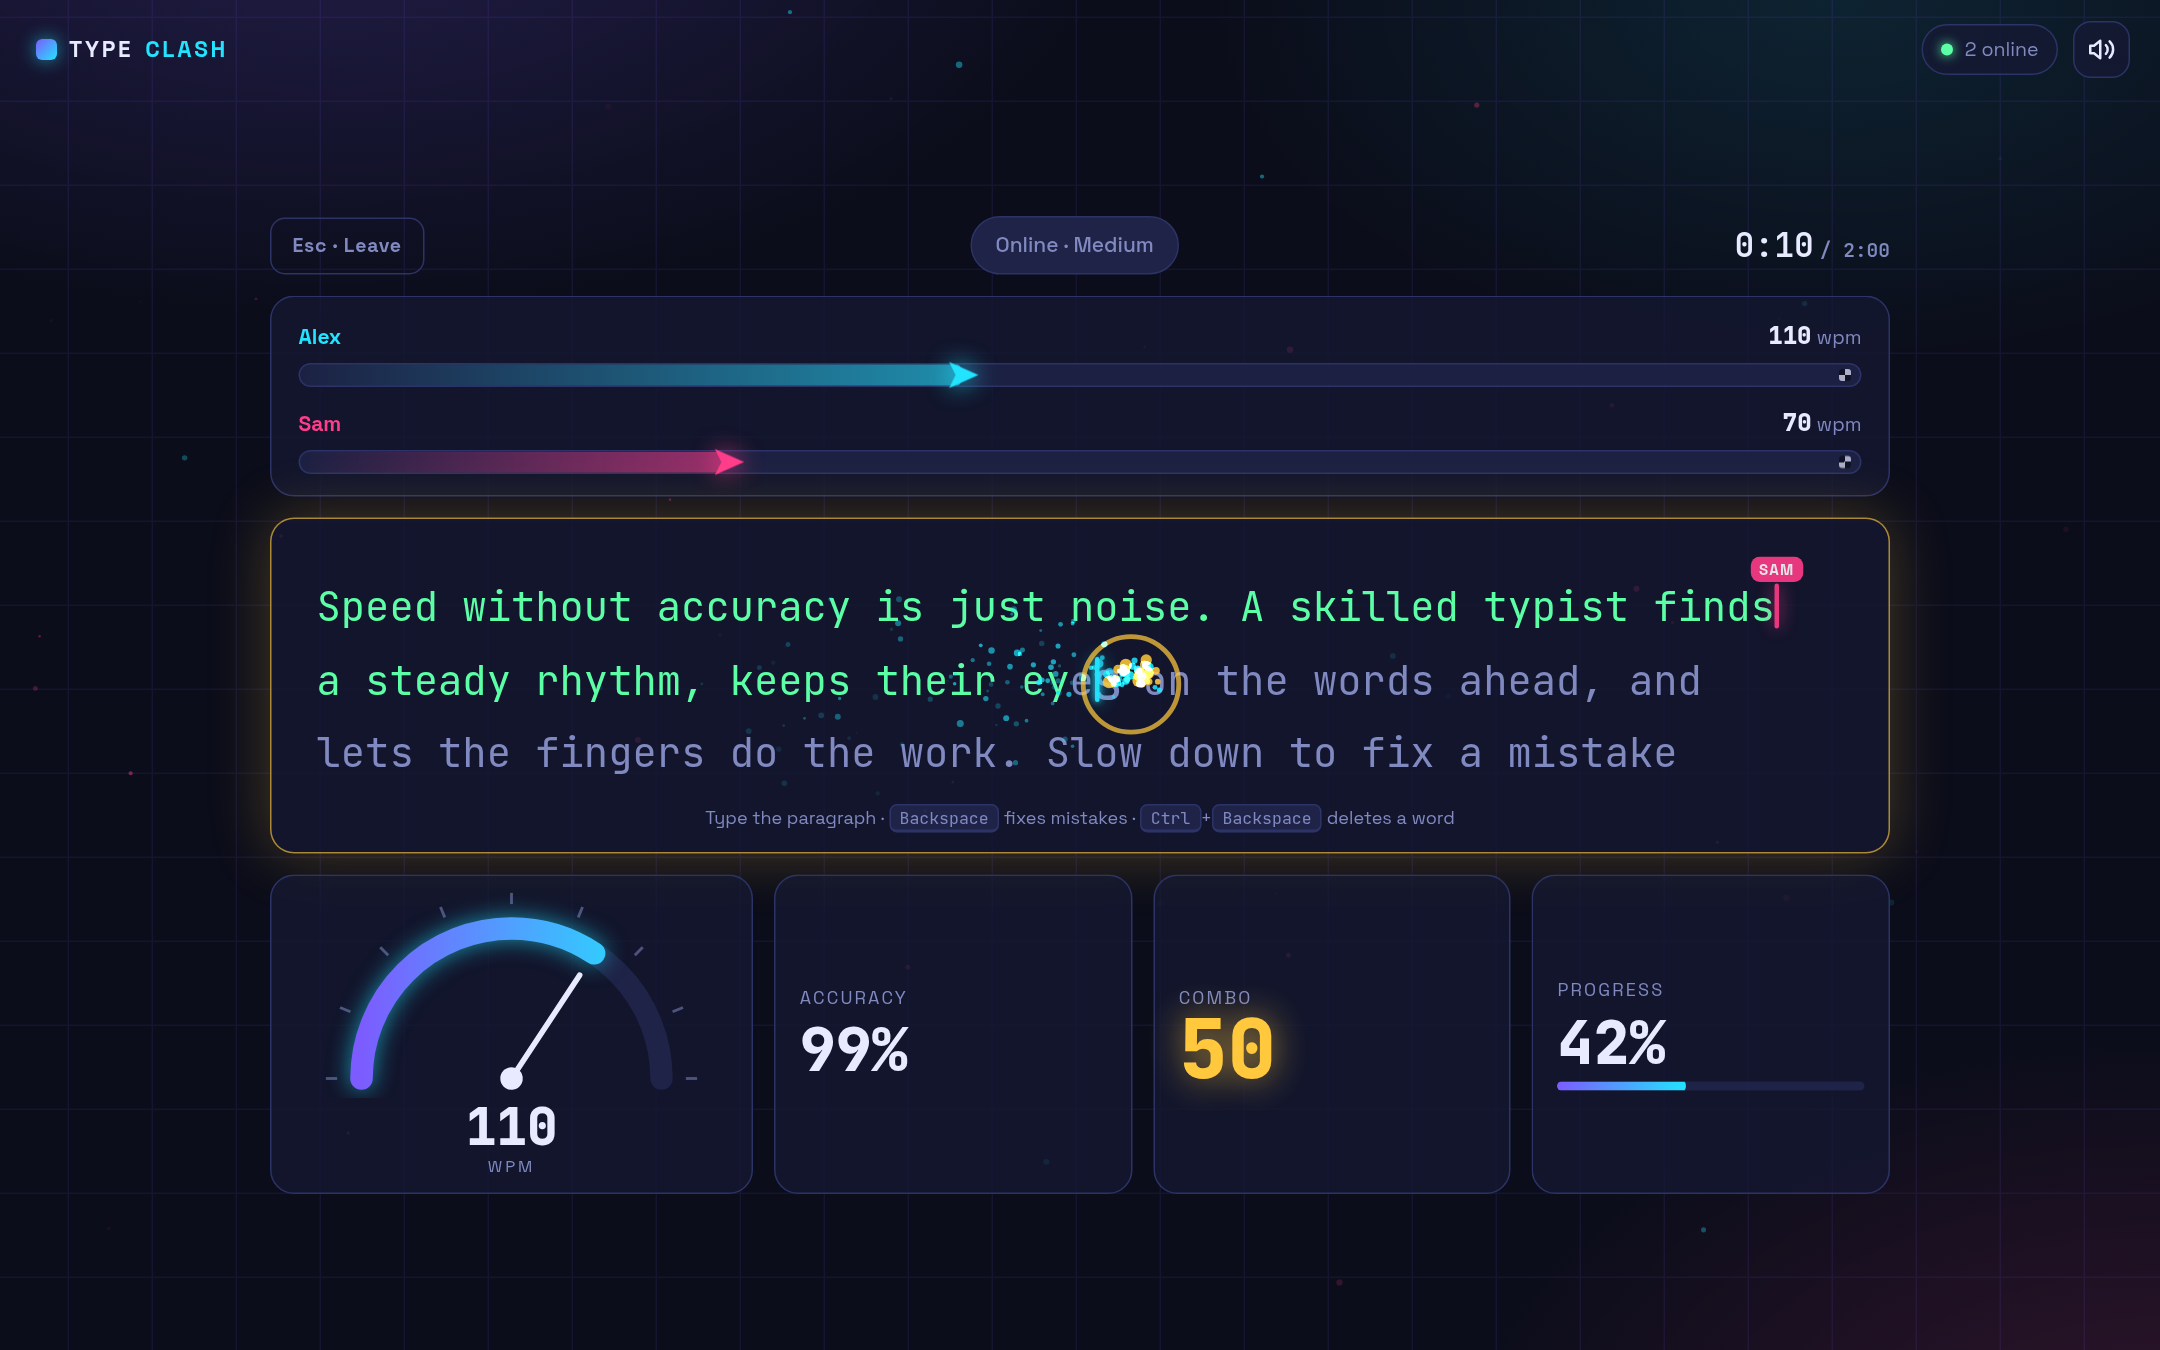 TYPE CLASH
2 online
Esc · Leave
Online · Medium
0:10 / 2:00
Alex
110 wpm
Sam
70 wpm
SAM
Speed without accuracy is just noise. A skilled typist finds
a steady rhythm, keeps their eyes on the words ahead, and
lets the fingers do the work. Slow down to fix a mistake
Type the paragraph · Backspace fixes mistakes · Ctrl+Backspace deletes a word
110
WPM
ACCURACY
99%
COMBO
50
PROGRESS
42%